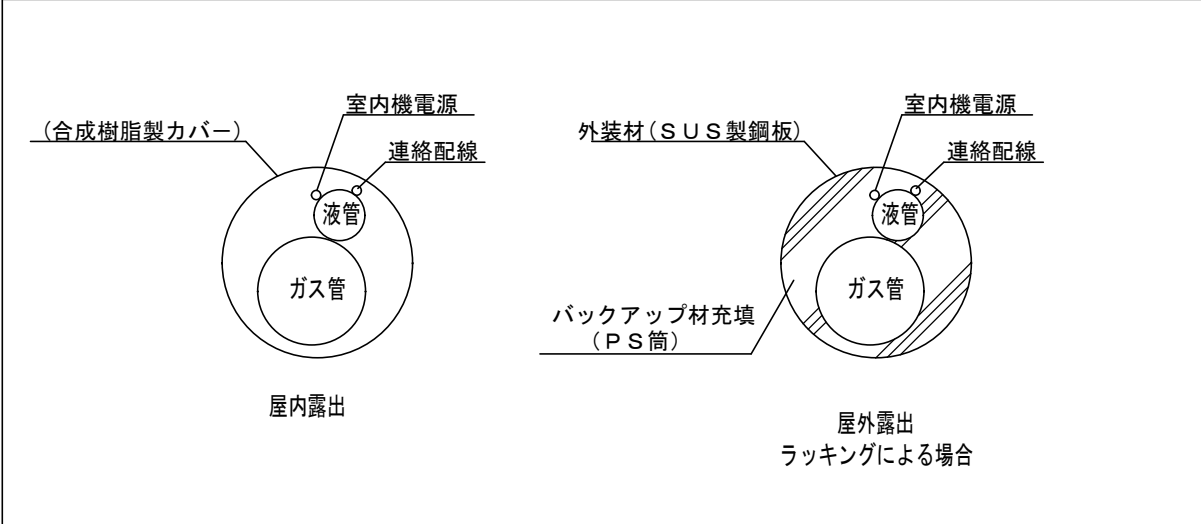 室内機電源
(合成樹脂製カバー)
連絡配線
液管
ガス管
屋内露出
室内機電源
外装材(ＳＵＳ製鋼板)
連絡配線
液管
ガス管
バックアップ材充填
(ＰＳ筒)
屋外露出
ラッキングによる場合